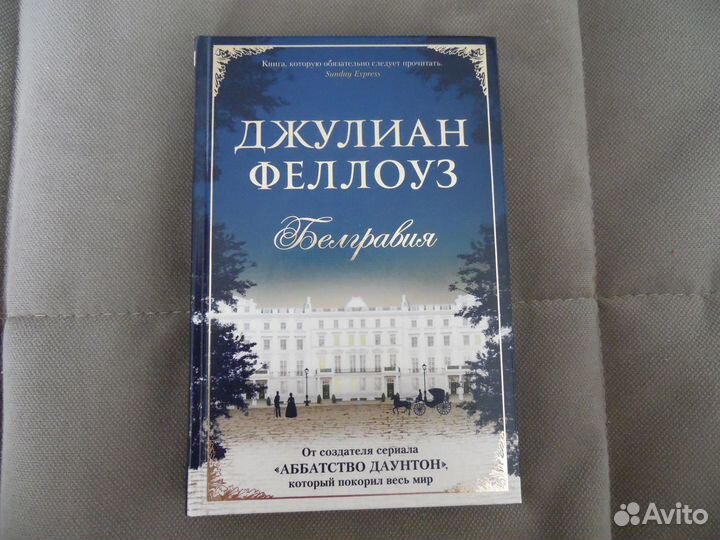 Книга, которую обязательно следует прочитать.
Sunday Express
ДЖУЛИАН
ФЕЛЛОУЗ
Белгравия
От создателя сериала
«АББАТСТВО ДАУНТОН»,
который покорил весь мир
Avito